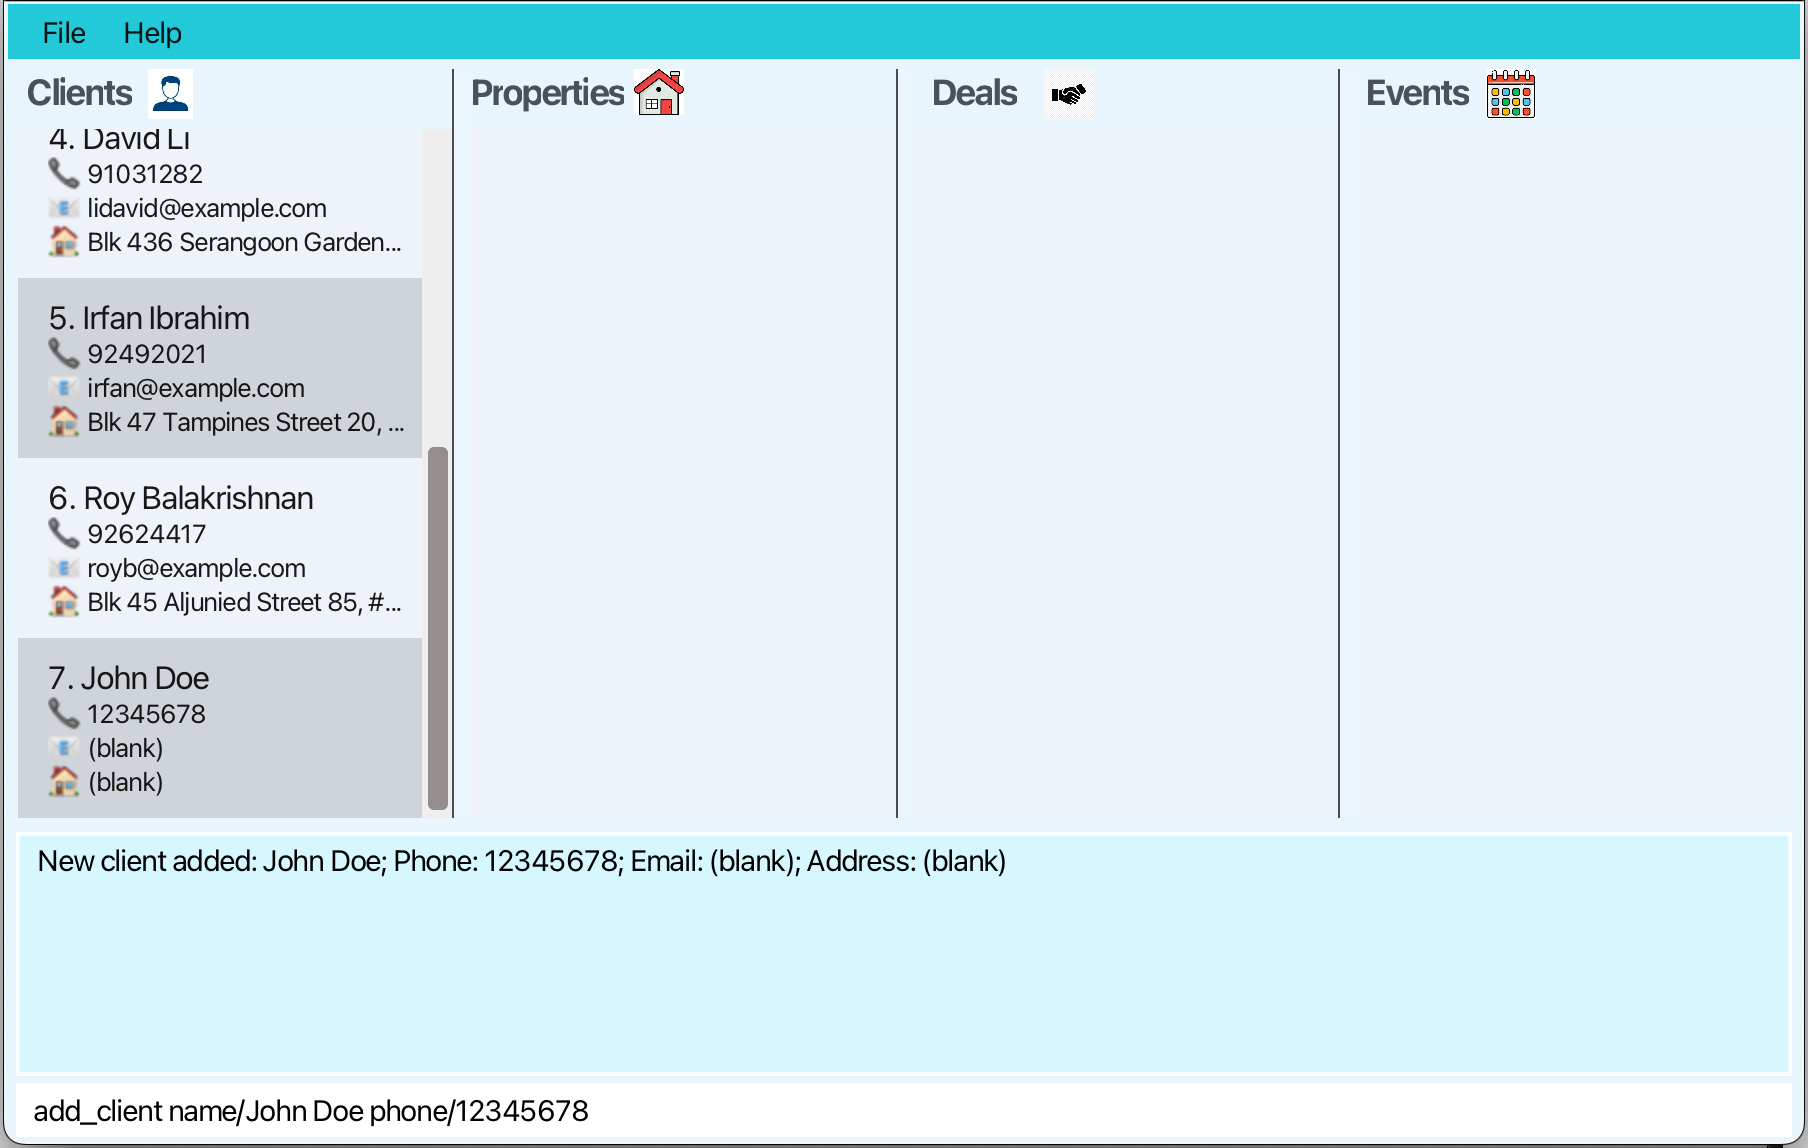 File Help
Clients
Properties
Deals
Events
4. David Li
91031282
lidavid@example.com
Blk 436 Serangoon Garden...
5. Irfan Ibrahim
92492021
irfan@example.com
Blk 47 Tampines Street 20, ...
6. Roy Balakrishnan
92624417
royb@example.com
Blk 45 Aljunied Street 85, #...
7. John Doe
12345678
(blank)
(blank)
New client added: John Doe; Phone: 12345678; Email: (blank); Address: (blank)
add_client name/John Doe phone/12345678